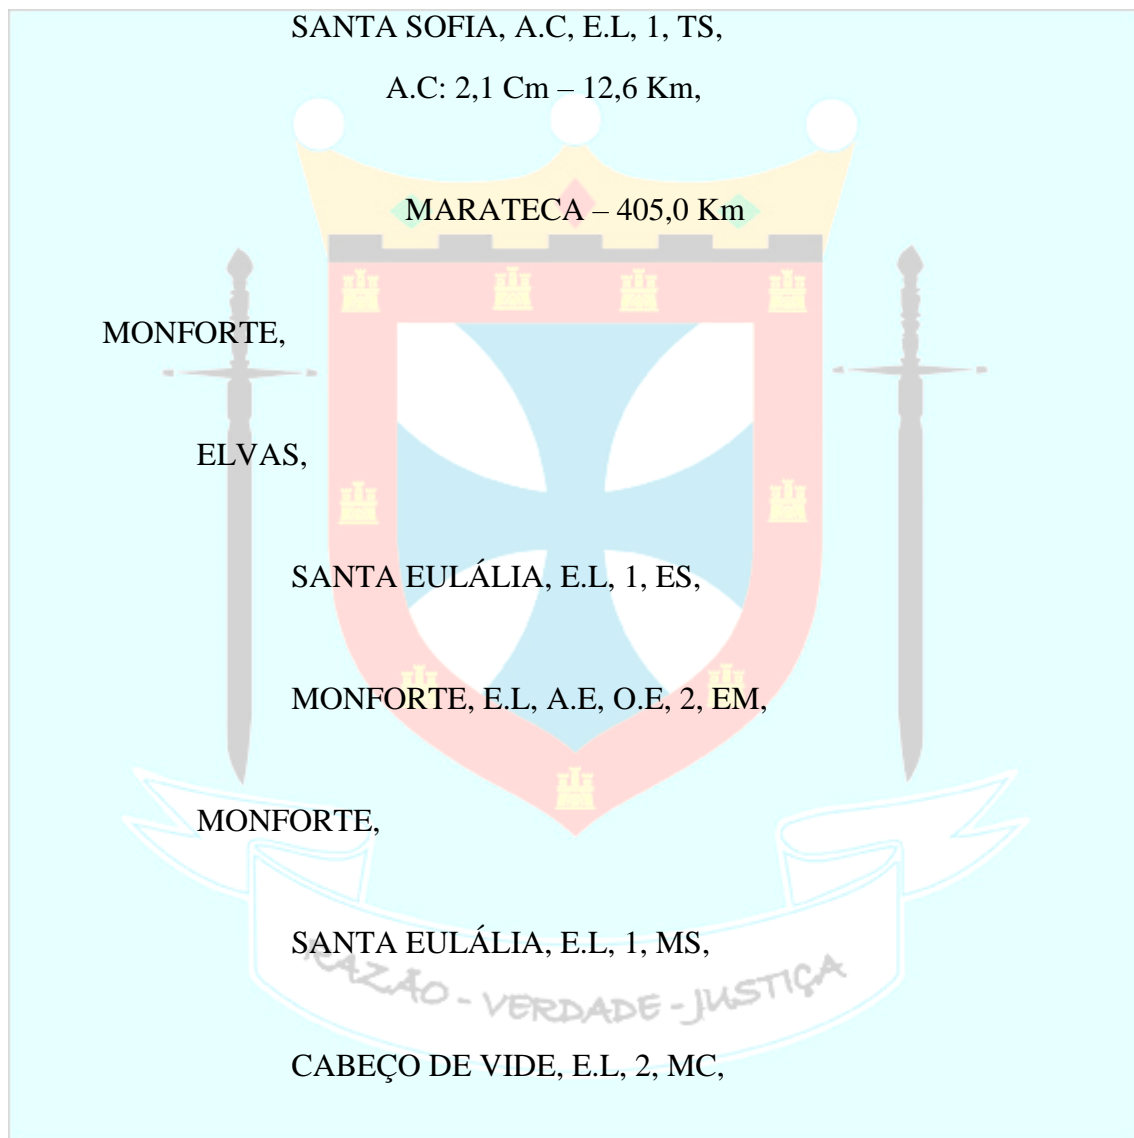 SANTA SOFIA, A.C, E.L, 1, TS,
A.C: 2,1 Cm – 12,6 Km,
MARATECA – 405,0 Km
MONFORTE,
ELVAS,
SANTA EULÁLIA, E.L, 1, ES,
MONFORTE, E.L, A.E, O.E, 2, EM,
MONFORTE,
SANTA EULÁLIA, E.L, 1, MS,
RAZÃO - VERDADE - JUSTIÇA
CABEÇO DE VIDE, E.L, 2, MC,